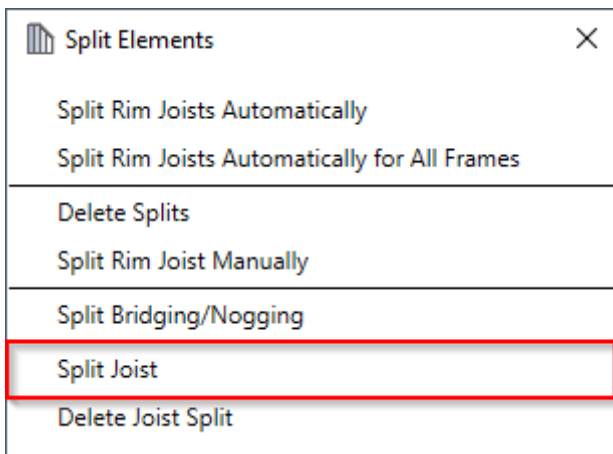 Split Elements
Split Rim Joists Automatically
Split Rim Joists Automatically for All Frames
Delete Splits
Split Rim Joist Manually
Split Bridging/Nogging
Split Joist
Delete Joist Split